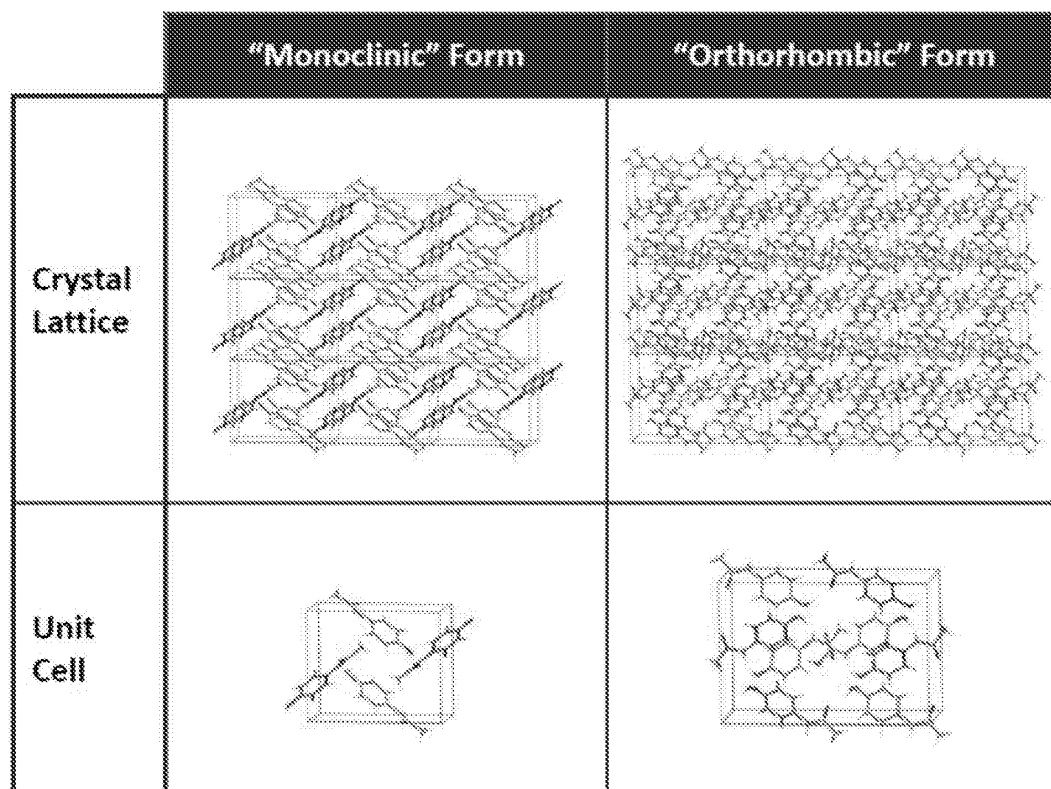 “Monoclinic” Form
“Orthorhombic” Form
Crystal
Lattice
Unit
Cell